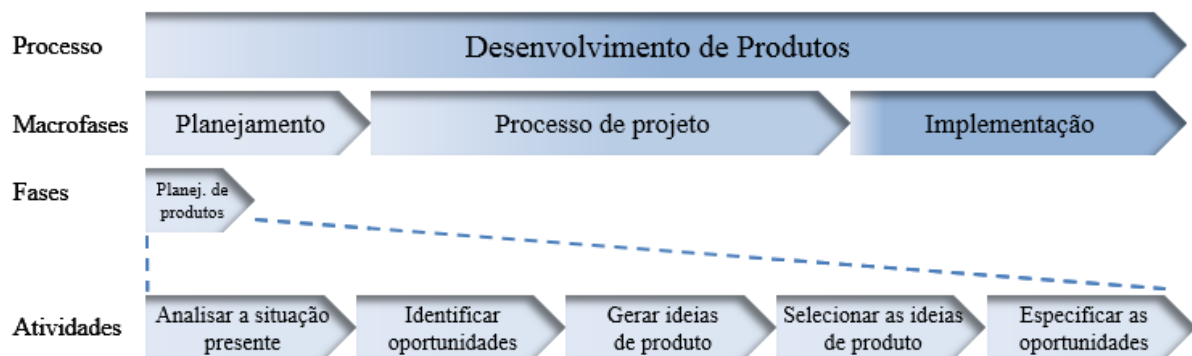 Processo
Desenvolvimento de Produtos
Macrofases
Planejamento
Processo de projeto
Implementação
Fases
Planej. de
produtos
Atividades
Analisar a situação
presente
Identificar
oportunidades
Gerar ideias
de produto
Selecionar as ideias
de produto
Especificar as
oportunidades